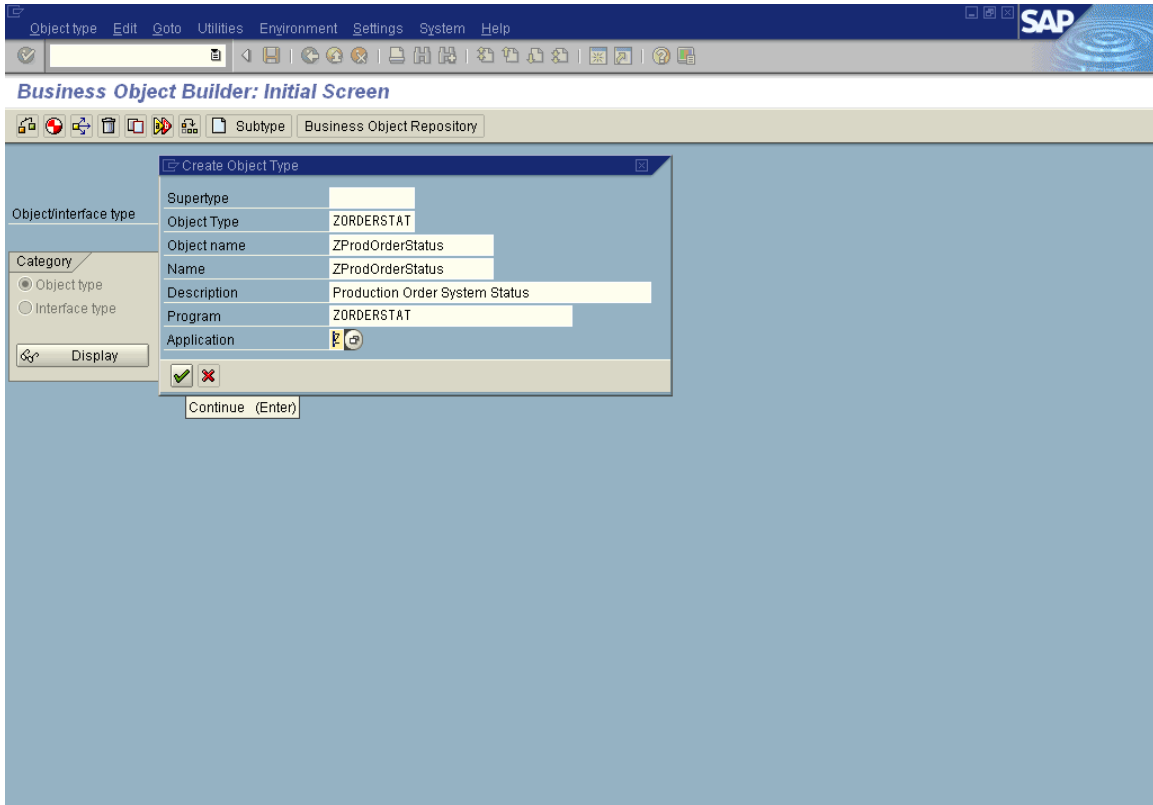 Object type Edit Goto Utilities Environment Settings System Help
SAP
Business Object Builder: Initial Screen
Subtype Business Object Repository
Create Object Type
Supertype
Object/interface type
Object Type ZORDERSTAT
Object name ZProdOrderStatus
Category
Name ZProdOrderStatus
Object type
Description Production Order System Status
Interface type
Program ZORDERSTAT
Application Z
Display
Continue (Enter)